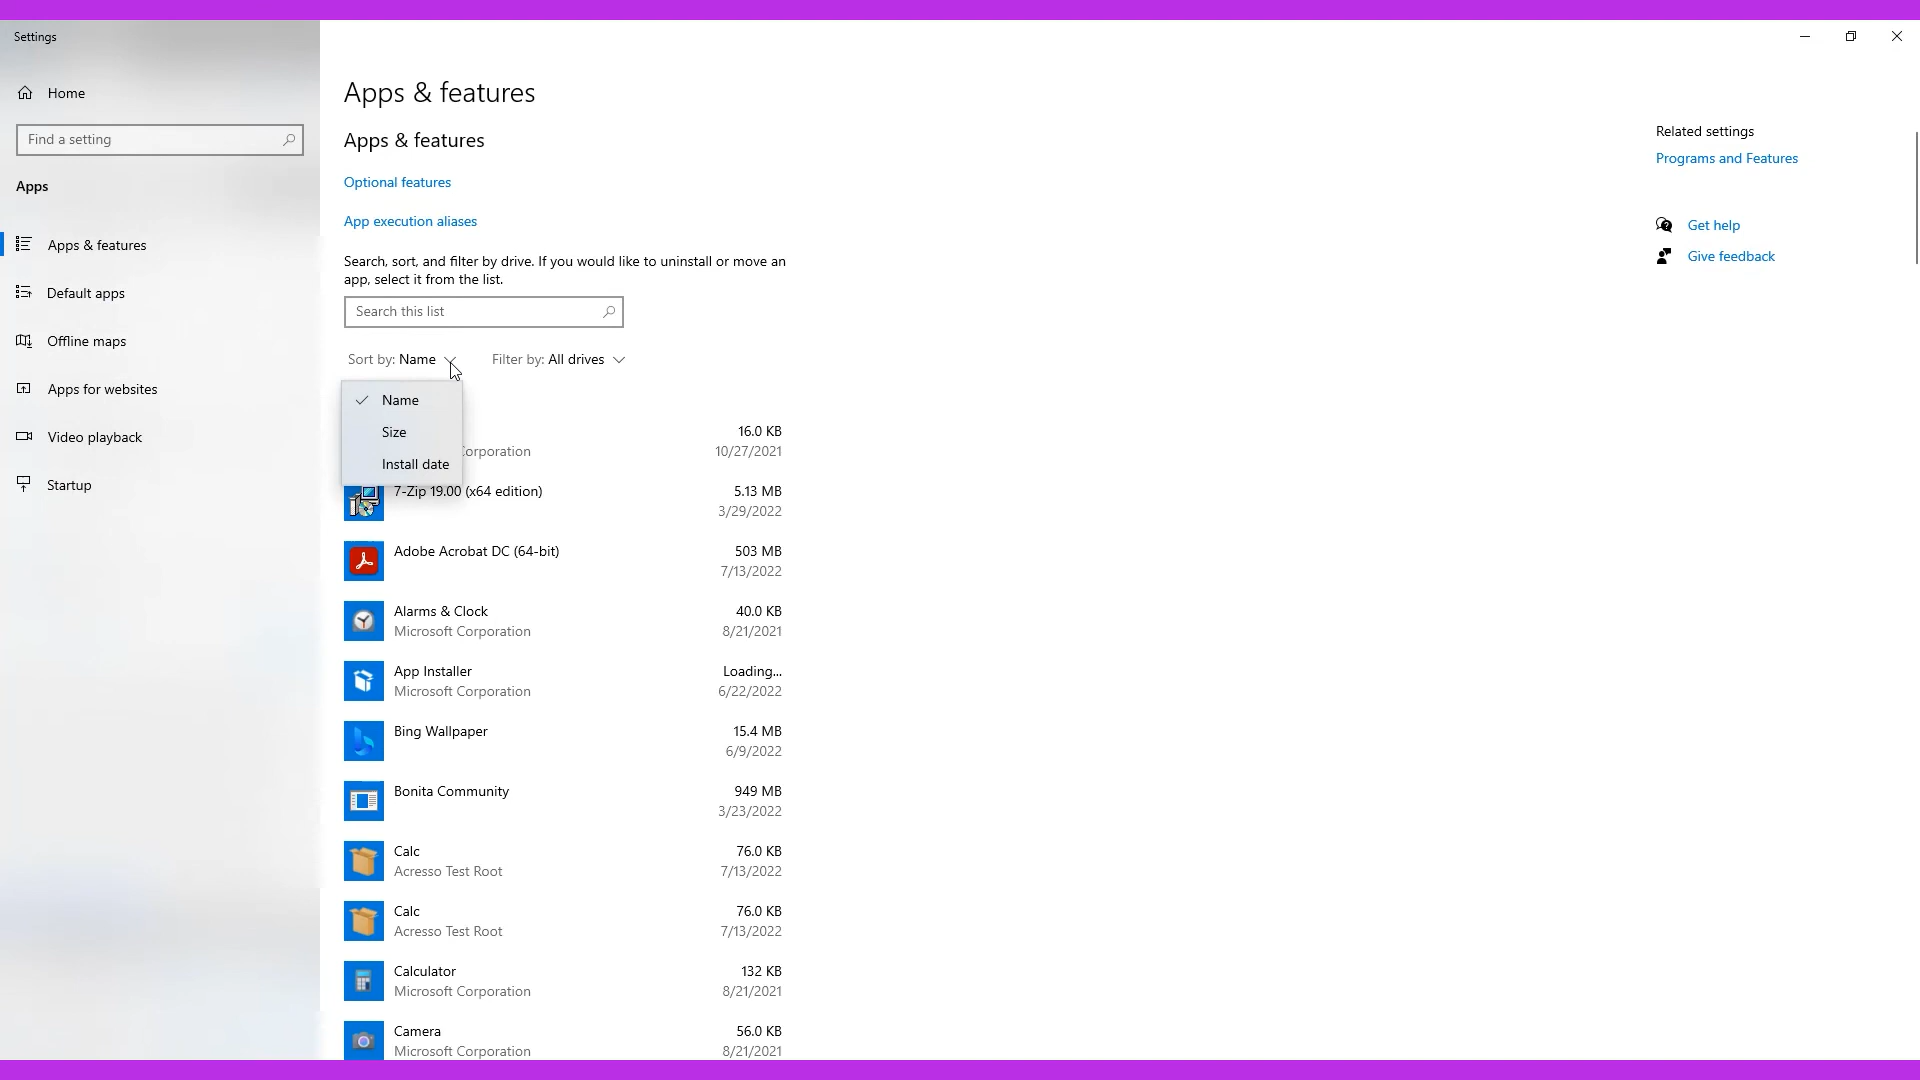 Settings
Home
Find a setting
Apps
Apps & features
Default apps
Offline maps
Apps for websites
Video playback
Startup
Apps & features
Apps & features
Optional features
App execution aliases
Search, sort, and filter by drive. If you would like to uninstall or move an
app, select it from the list.
Search this list
Sort by: Name
Filter by: All drives
Name
Size
Install date
16.0 KB
Corporation
10/27/2021
7-Zip 19.00 (x64 edition)
5.13 MB
3/29/2022
Adobe Acrobat DC (64-bit)
503 MB
7/13/2022
Alarms & Clock
40.0 KB
Microsoft Corporation
8/21/2021
App Installer
Loading...
Microsoft Corporation
6/22/2022
Bing Wallpaper
15.4 MB
6/9/2022
Bonita Community
949 MB
3/23/2022
Calc
76.0 KB
Acresso Test Root
7/13/2022
Calc
76.0 KB
Acresso Test Root
7/13/2022
Calculator
132 KB
Microsoft Corporation
8/21/2021
Camera
56.0 KB
Microsoft Corporation
8/21/2021
Related settings
Programs and Features
Get help
Give feedback